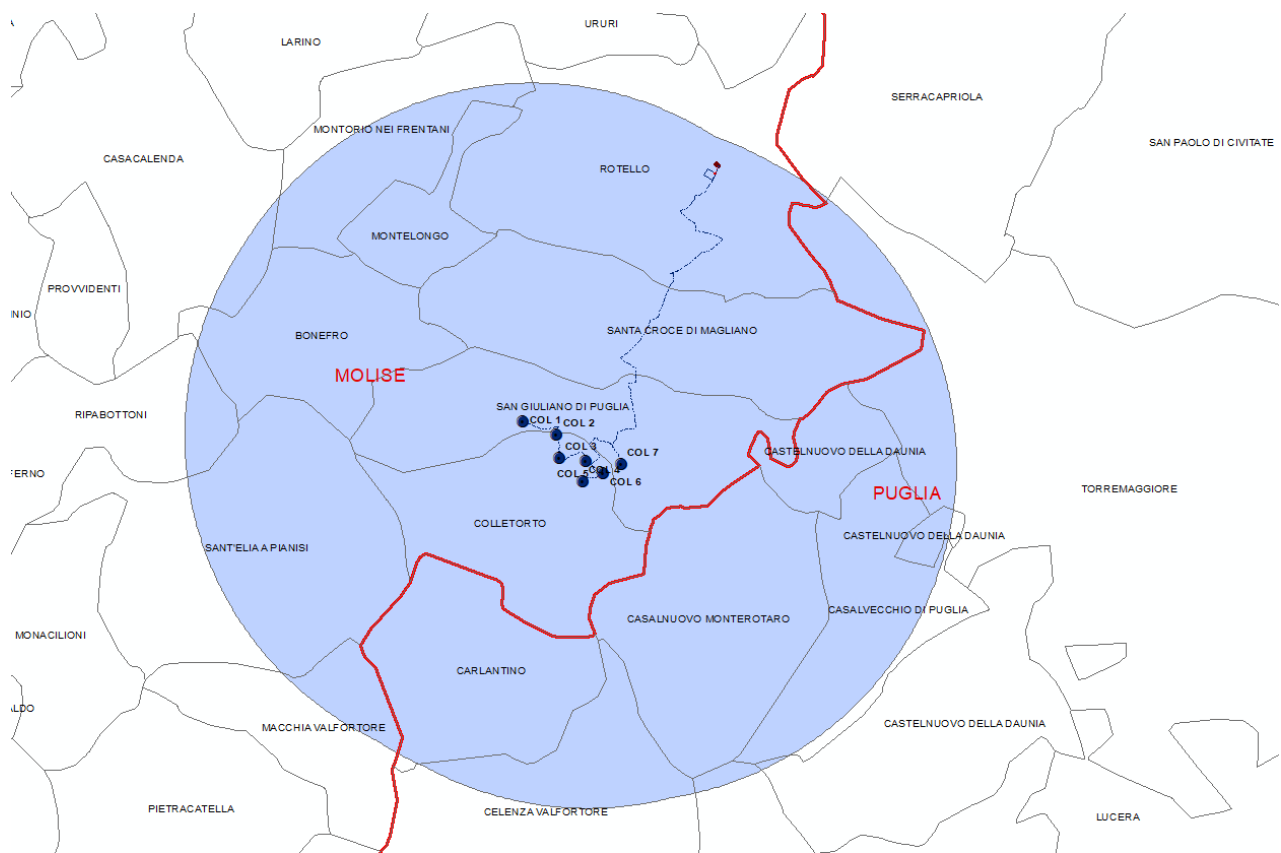 URURI
LARINO
SERRACAPRIOLA
MONTORIO NEI FRENTANI
SAN PAOLO DI CIVITATE
CASACALENDA
ROTELLO
MONTELONGO
PROVVIDENTI
NIO
SANTA CROCE DI MAGLIANO
BONEFRO
MOLISE
SAN GIULIANO DI PUGLIA
RIPABOTTONI
COL 1
COL 2
COL 3
COL 7
CASTELNUOVO DELLA DAUNIA
FERNO
COL 5
COL 4
COL 6
TORREMAGGIORE
PUGLIA
COLLETORTO
CASTELNUOVO DELLA DAUNIA
SANT'ELIA A PIANISI
CASALVECCHIO DI PUGLIA
CASALNUOVO MONTEROTARO
MONACILIONI
CARLANTINO
ALDO
CASTELNUOVO DELLA DAUNIA
MACCHIA VALFORTORE
PIETRACATELLA
CELENZA VALFORTORE
LUCERA